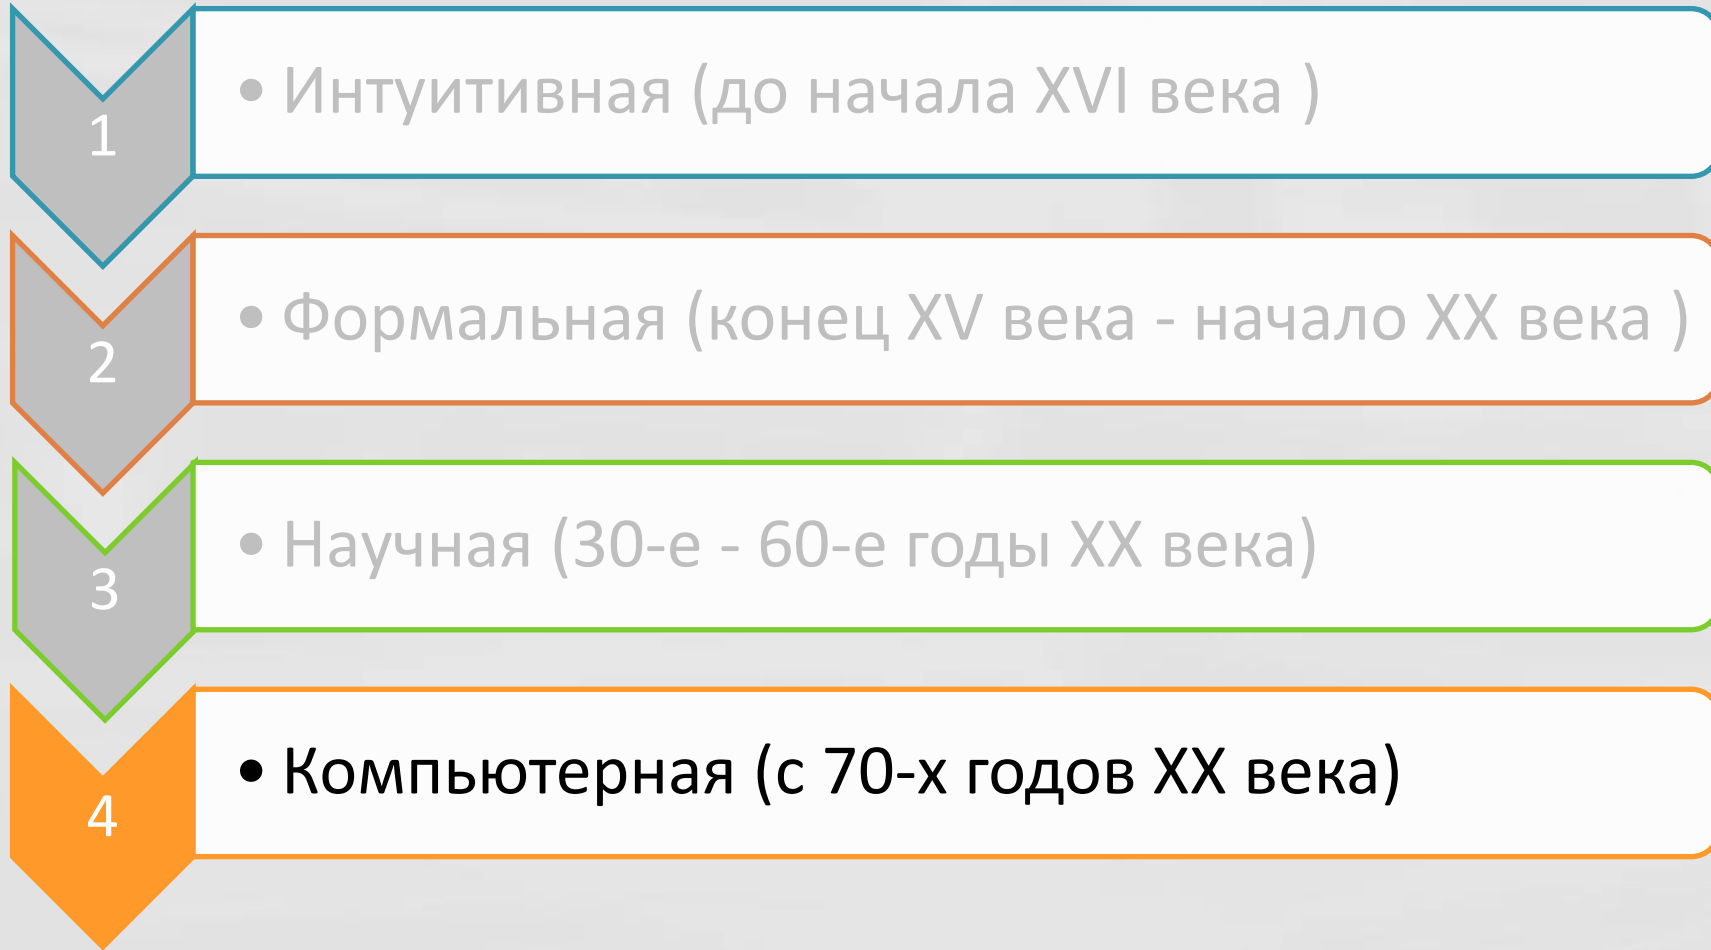 1
• Интуитивная (до начала XVI века )
2
• Формальная (конец XV века - начало XX века )
3
• Научная (30-е - 60-е годы XX века)
4
• Компьютерная (с 70-х годов XX века)